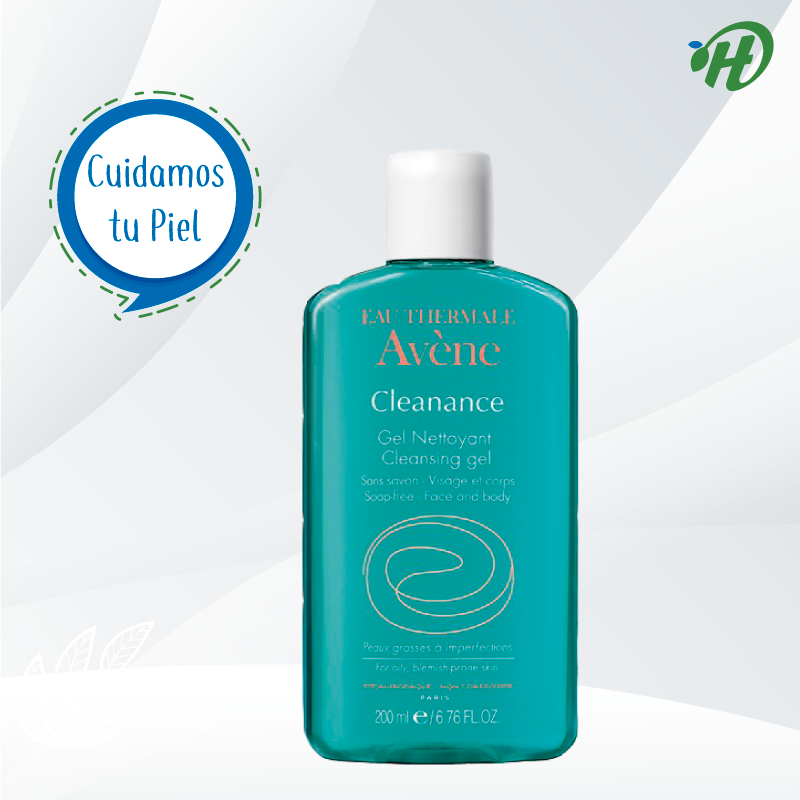 Cuidamos
tu Piel
H
EAU THERMALE
Avène
Cleanance
Gel Nettoyant
Cleansing gel
Sans savon - Visage et corps
Soap-free - Face and body
Peaux grasses à imperfections
For oily, blemish-prone skin
PARIS
200 ml e / 6.76 FL.OZ.